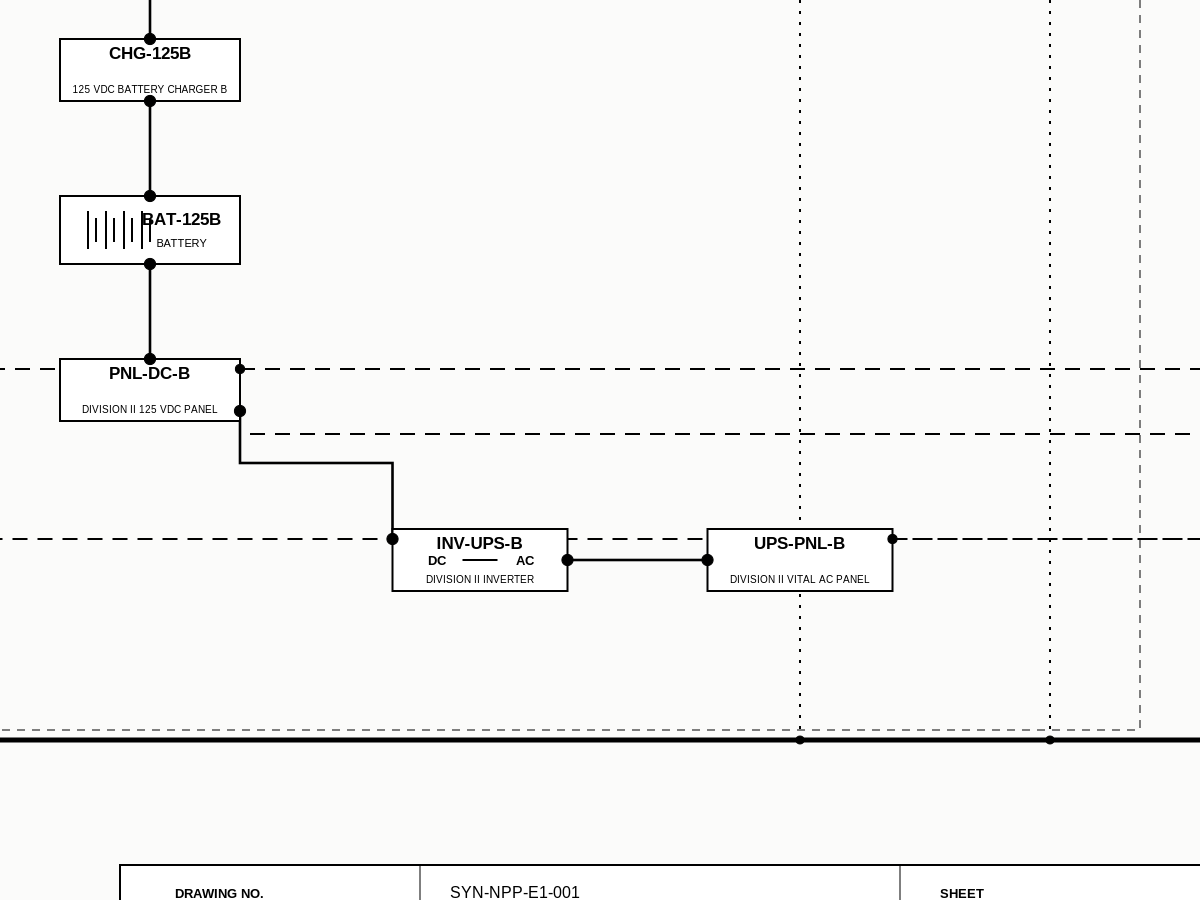 CHG-125B
125 VDC BATTERY CHARGER B
BAT-125B
BATTERY
PNL-DC-B
DIVISION II 125 VDC PANEL
INV-UPS-B
DC AC
DIVISION II INVERTER
UPS-PNL-B
DIVISION II VITAL AC PANEL
DRAWING NO. SYN-NPP-E1-001 SHEET